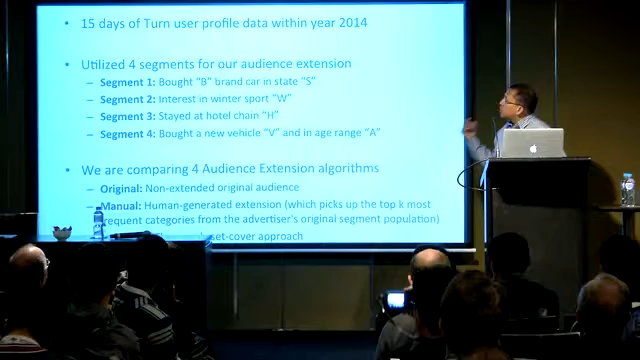 • 15 days of Turn user profile data within year 2014
• Utilized 4 segments for our audience extension
– Segment 1: Bought "B" brand car in state "S"
– Segment 2: Interest in winter sport "W"
– Segment 3: Stayed at hotel chain "H"
– Segment 4: Bought a new vehicle "V" and in age range "A"
• We are comparing 4 Audience Extension algorithms
– Original: Non-extended original audience
– Manual: Human-generated extension (which picks up the top k most
frequent categories from the advertiser's original segment population)
set-cover approach